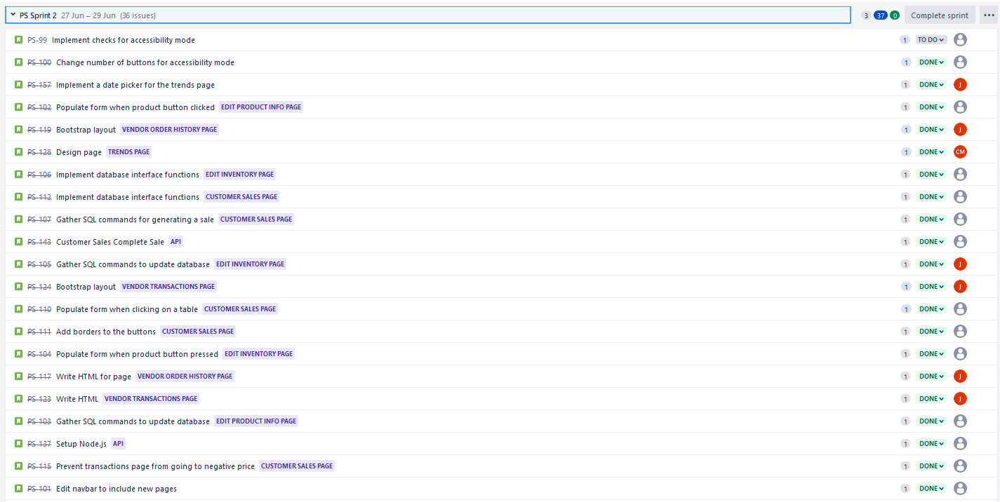 PS Sprint 2 27 Jun – 29 Jun (36 issues) 3 37 0 Complete sprint •••
PS-99 Implement checks for accessibility mode 1 TO DO
PS-100 Change number of buttons for accessibility mode 1 DONE
PS-157 Implement a date picker for the trends page 1 DONE J
PS-102 Populate form when product button clicked EDIT PRODUCT INFO PAGE 1 DONE
PS-119 Bootstrap layout VENDOR ORDER HISTORY PAGE 1 DONE J
PS-128 Design page TRENDS PAGE 1 DONE CM
PS-106 Implement database interface functions EDIT INVENTORY PAGE 1 DONE
PS-112 Implement database interface functions CUSTOMER SALES PAGE 1 DONE
PS-107 Gather SQL commands for generating a sale CUSTOMER SALES PAGE 1 DONE
PS-143 Customer Sales Complete Sale API 1 DONE
PS-105 Gather SQL commands to update database EDIT INVENTORY PAGE 1 DONE J
PS-124 Bootstrap layout VENDOR TRANSACTIONS PAGE 1 DONE J
PS-110 Populate form when clicking on a table CUSTOMER SALES PAGE 1 DONE
PS-111 Add borders to the buttons CUSTOMER SALES PAGE 1 DONE
PS-104 Populate form when product button pressed EDIT INVENTORY PAGE 1 DONE
PS-117 Write HTML for page VENDOR ORDER HISTORY PAGE 1 DONE J
PS-123 Write HTML VENDOR TRANSACTIONS PAGE 1 DONE J
PS-103 Gather SQL commands to update database EDIT PRODUCT INFO PAGE 1 DONE
PS-137 Setup Node.js API 1 DONE
PS-115 Prevent transactions page from going to negative price CUSTOMER SALES PAGE 1 DONE
PS-101 Edit navbar to include new pages 1 DONE